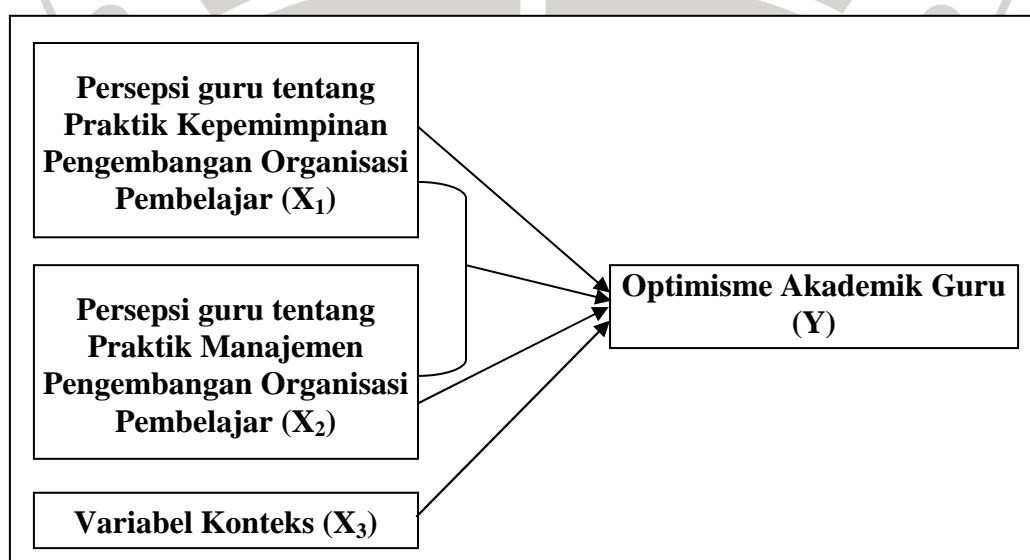 Persepsi guru tentang
Praktik Kepemimpinan
Pengembangan Organisasi
Pembelajar (X₁)
Persepsi guru tentang
Praktik Manajemen
Pengembangan Organisasi
Pembelajar (X₂)
Variabel Konteks (X₃)
Optimisme Akademik Guru
(Y)